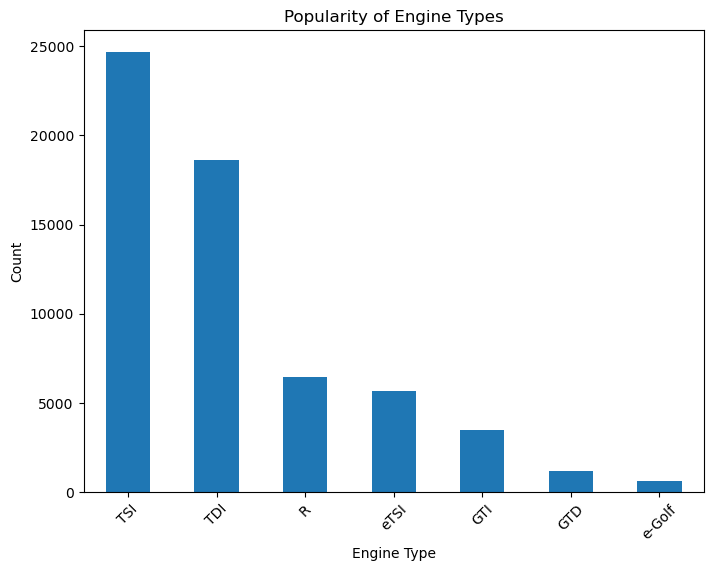 Popularity of Engine Types
25000
20000
15000
10000
5000
0
Count
TSI
TDI
R
eTSI
GTI
GTD
e-Golf
Engine Type